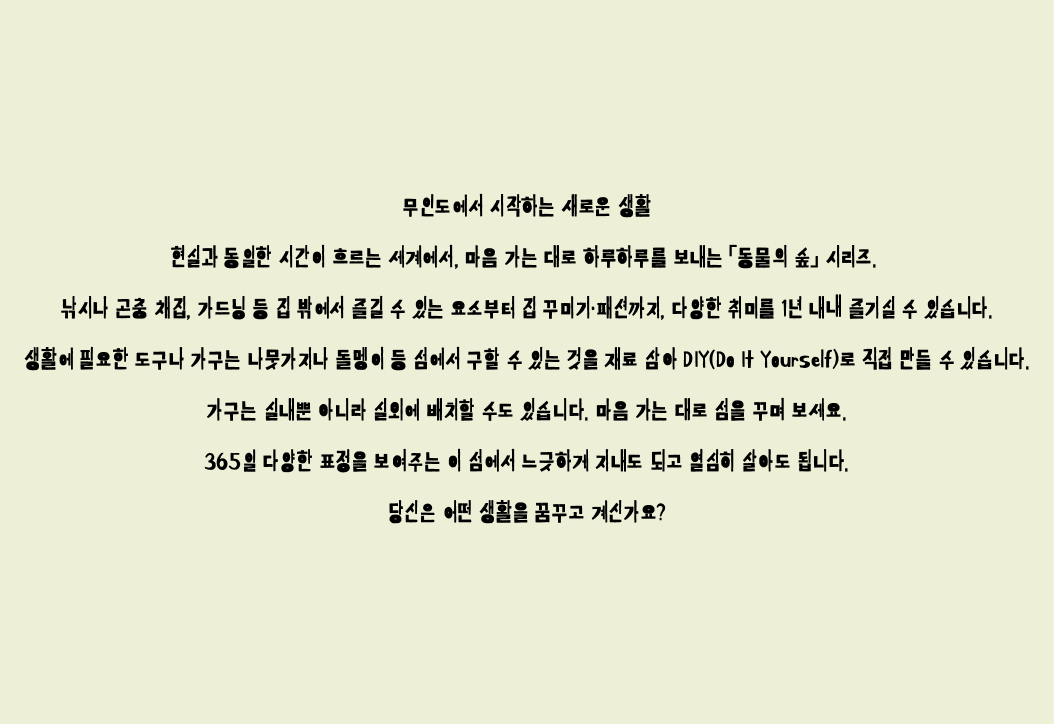 무인도에서 시작하는 새로운 생활
현실과 동일한 시간이 흐르는 세계에서, 마음 가는 대로 하루하루를 보내는 「동물의 숲」 시리즈.
낚시나 곤충 채집, 가드닝 등 집 밖에서 즐길 수 있는 요소부터 집 꾸미기·패션까지, 다양한 취미를 1년 내내 즐기실 수 있습니다.
생활에 필요한 도구나 가구는 나뭇가지나 돌멩이 등 섬에서 구할 수 있는 것을 재료 삼아 DIY(Do It Yourself)로 직접 만들 수 있습니다.
가구는 실내뿐 아니라 실외에 배치할 수도 있습니다. 마음 가는 대로 섬을 꾸며 보세요.
365일 다양한 표정을 보여주는 이 섬에서 느긋하게 지내도 되고 열심히 살아도 됩니다.
당신은 어떤 생활을 꿈꾸고 계신가요?